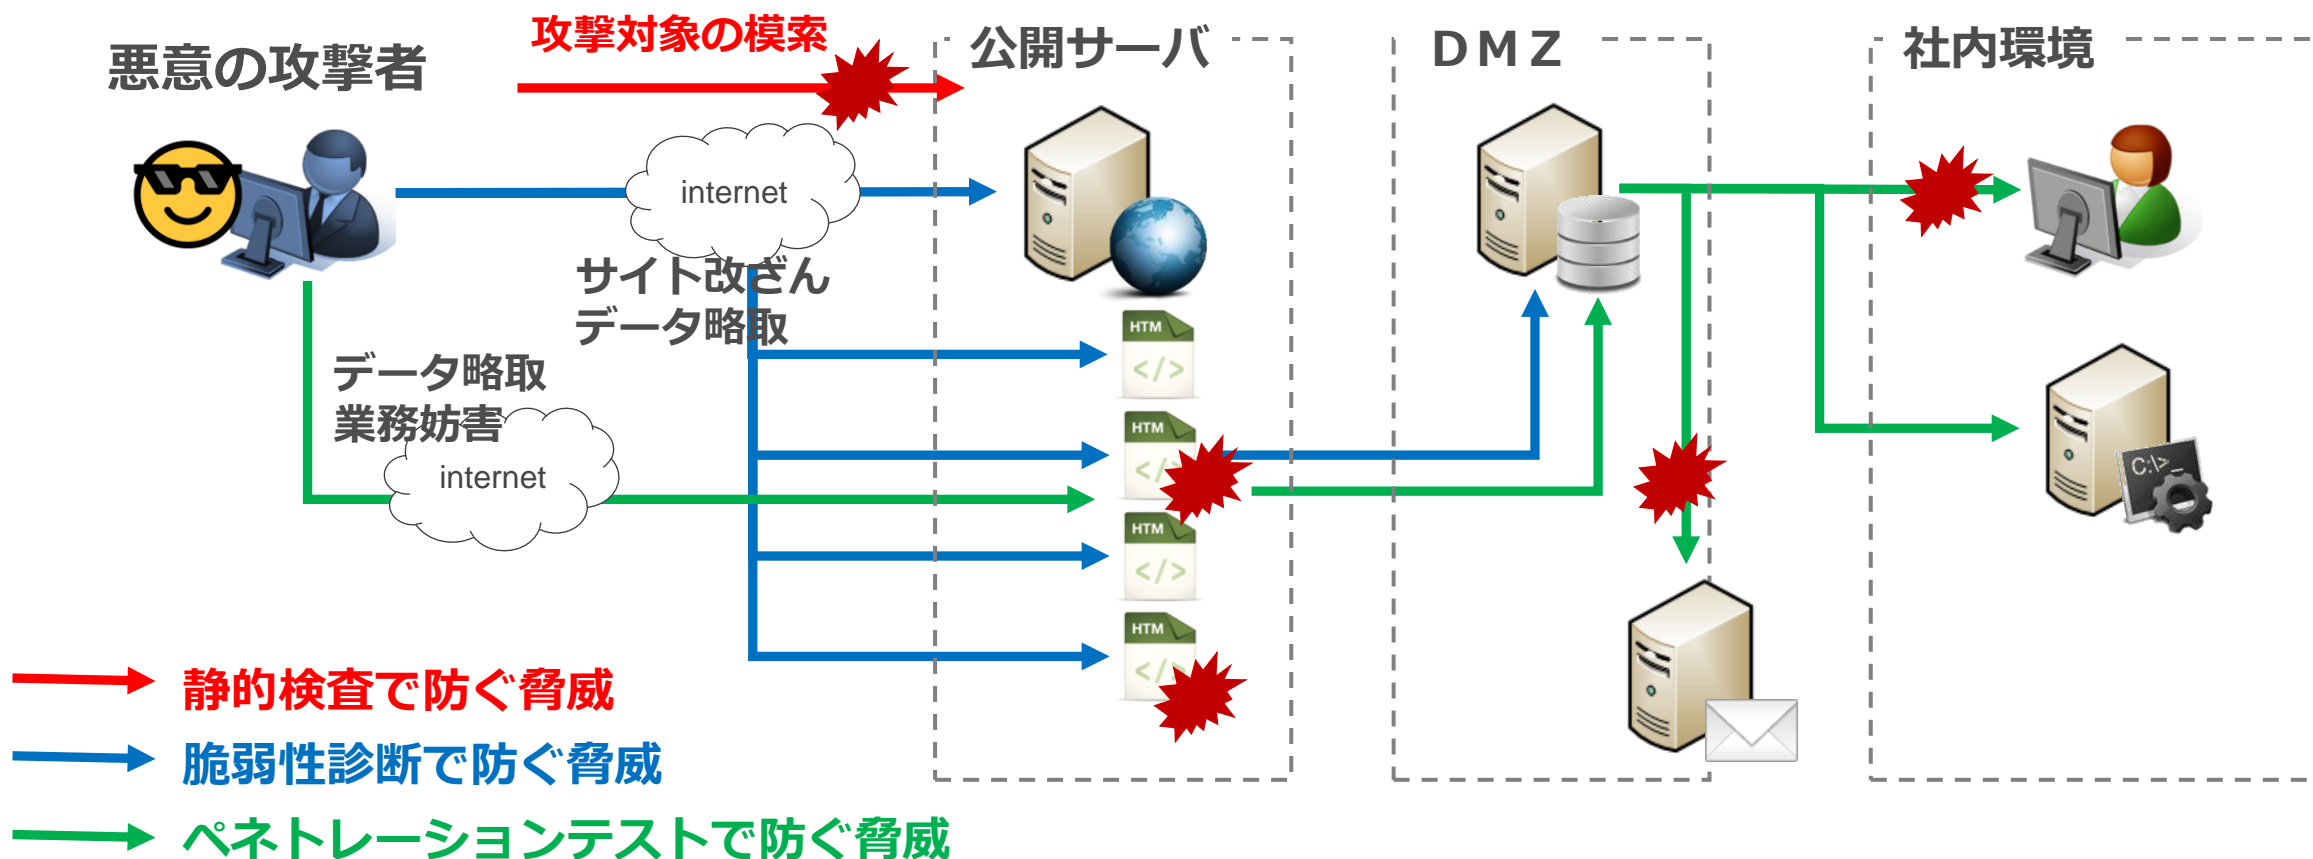 攻撃対象の模索
悪意の攻撃者
公開サーバ
DMZ
社内環境
internet
サイト改ざん
データ略取
データ略取
業務妨害
internet
HTM
</>
HTM
</>
HTM
</>
HTM
</>
C:\>_
静的検査で防ぐ脅威
脆弱性診断で防ぐ脅威
ペネトレーションテストで防ぐ脅威